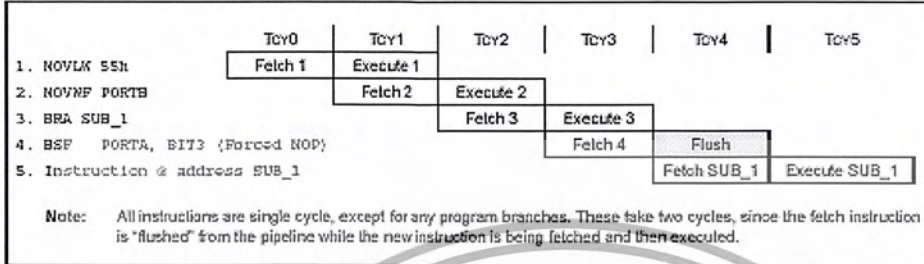 TCY0 TCY1 TCY2 TCY3 TCY4 TCY5
1. NOVLK 55h Fetch 1 Execute 1
2. NOVNF PORTB Fetch 2 Execute 2
3. BRA SUB_1 Fetch 3 Execute 3
4. BSF PORTA, BIT3 (Forced NOP) Fetch 4 Flush
5. Instruction @ address SUB_1 Fetch SUB_1 Execute SUB_1
Note: All instructions are single cycle, except for any program branches. These take two cycles, since the fetch instruction
is "flushed" from the pipeline while the new instruction is being fetched and then executed.